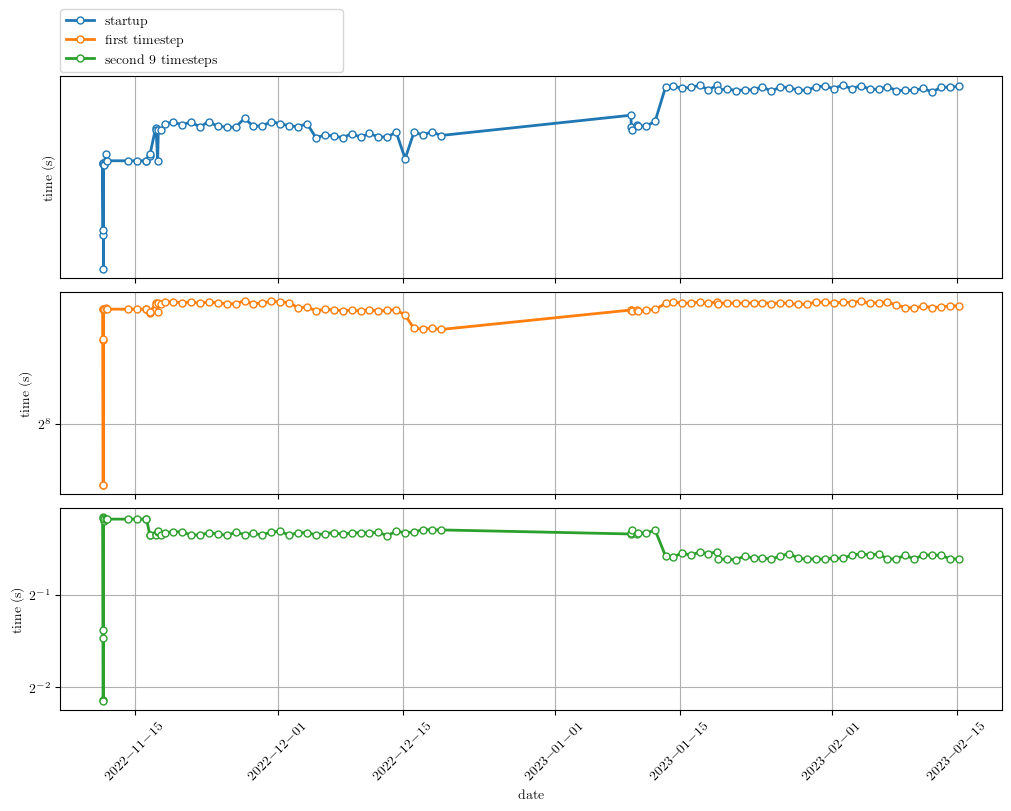 startup
first timestep
second 9 timesteps
time (s)
time (s)
2^8
time (s)
2^−1
2^−2
2022−11−15
2022−12−01
2022−12−15
2023−01−01
2023−01−15
2023−02−01
2023−02−15
date